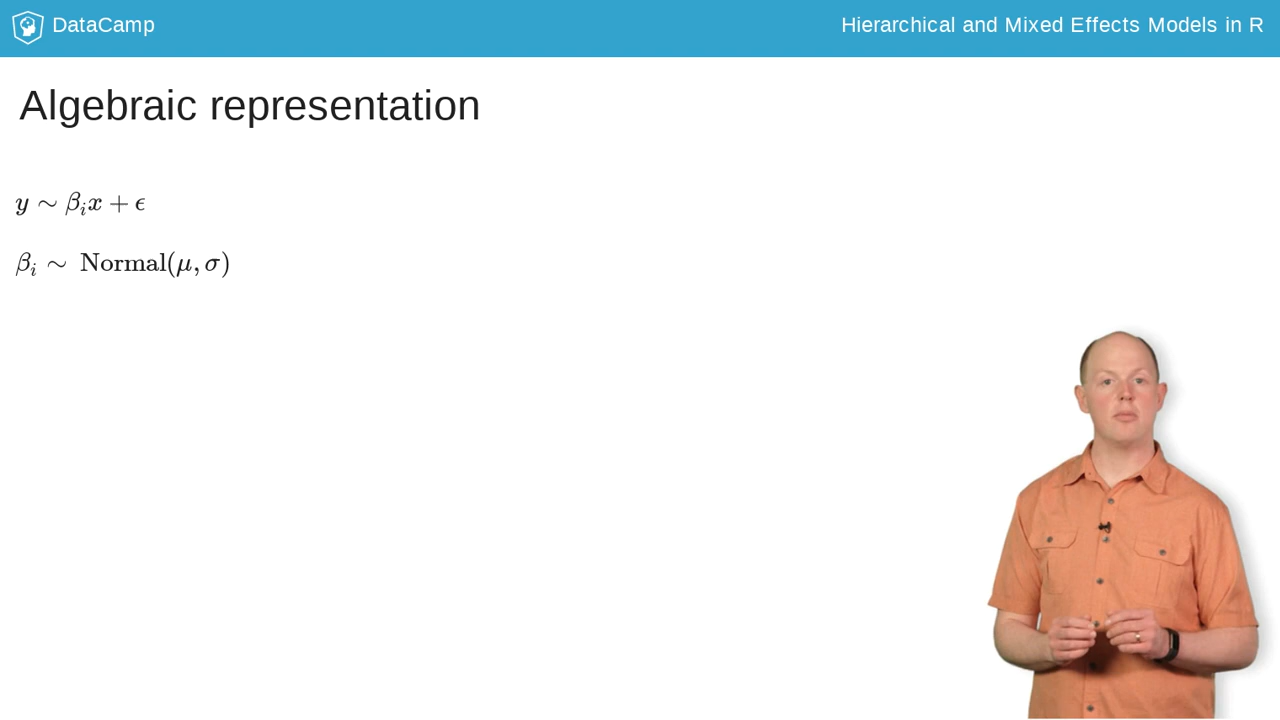 DataCamp
Hierarchical and Mixed Effects Models in R
Algebraic representation
y ∼ βᵢx + ϵ
βᵢ ∼ Normal(μ, σ)